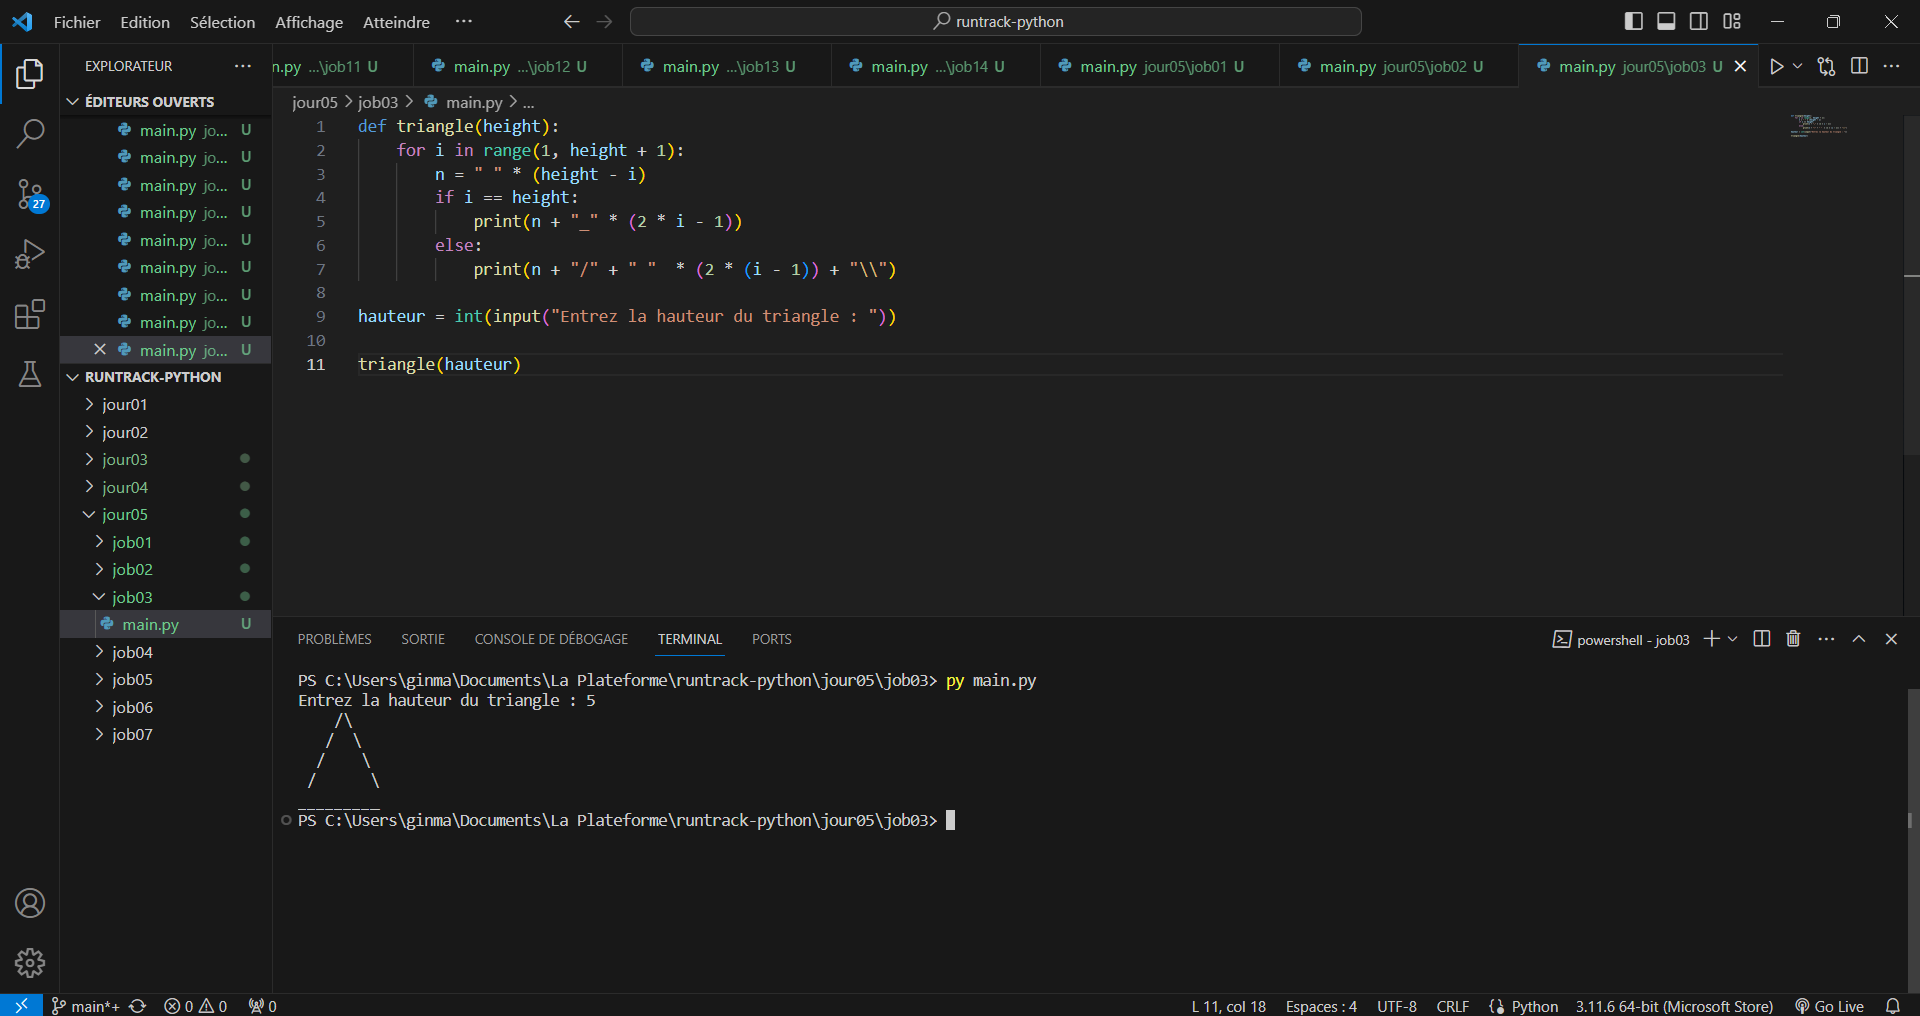 Fichier Edition Sélection Affichage Atteindre ··· runtrack-python
EXPLORATEUR ···
ÉDITEURS OUVERTS
main.py jo... U
main.py jo... U
main.py jo... U
main.py jo... U
main.py jo... U
main.py jo... U
main.py jo... U
main.py jo... U
main.py jo... U
27
RUNTRACK-PYTHON
jour01
jour02
jour03
jour04
jour05
job01
job02
job03
main.py U
job04
job05
job06
job07
n.py ...\job11 U main.py ...\job12 U main.py ...\job13 U main.py ...\job14 U main.py jour05\job01 U main.py jour05\job02 U main.py jour05\job03 U
jour05 > job03 > main.py > ...
1 def triangle(height):
2 for i in range(1, height + 1):
3 n = " " * (height - i)
4 if i == height:
5 print(n + "_" * (2 * i - 1))
6 else:
7 print(n + "/" + " "  * (2 * (i - 1)) + "\\")
8
9 hauteur = int(input("Entrez la hauteur du triangle : "))
10
11 triangle(hauteur)
PROBLÈMES SORTIE CONSOLE DE DÉBOGAGE TERMINAL PORTS powershell - job03
PS C:\Users\ginma\Documents\La Plateforme\runtrack-python\jour05\job03> py main.py
Entrez la hauteur du triangle : 5
    /\
   /  \
  /    \
 /      \
_________
PS C:\Users\ginma\Documents\La Plateforme\runtrack-python\jour05\job03>
main*+ 0 0 0 L 11, col 18 Espaces : 4 UTF-8 CRLF Python 3.11.6 64-bit (Microsoft Store) Go Live